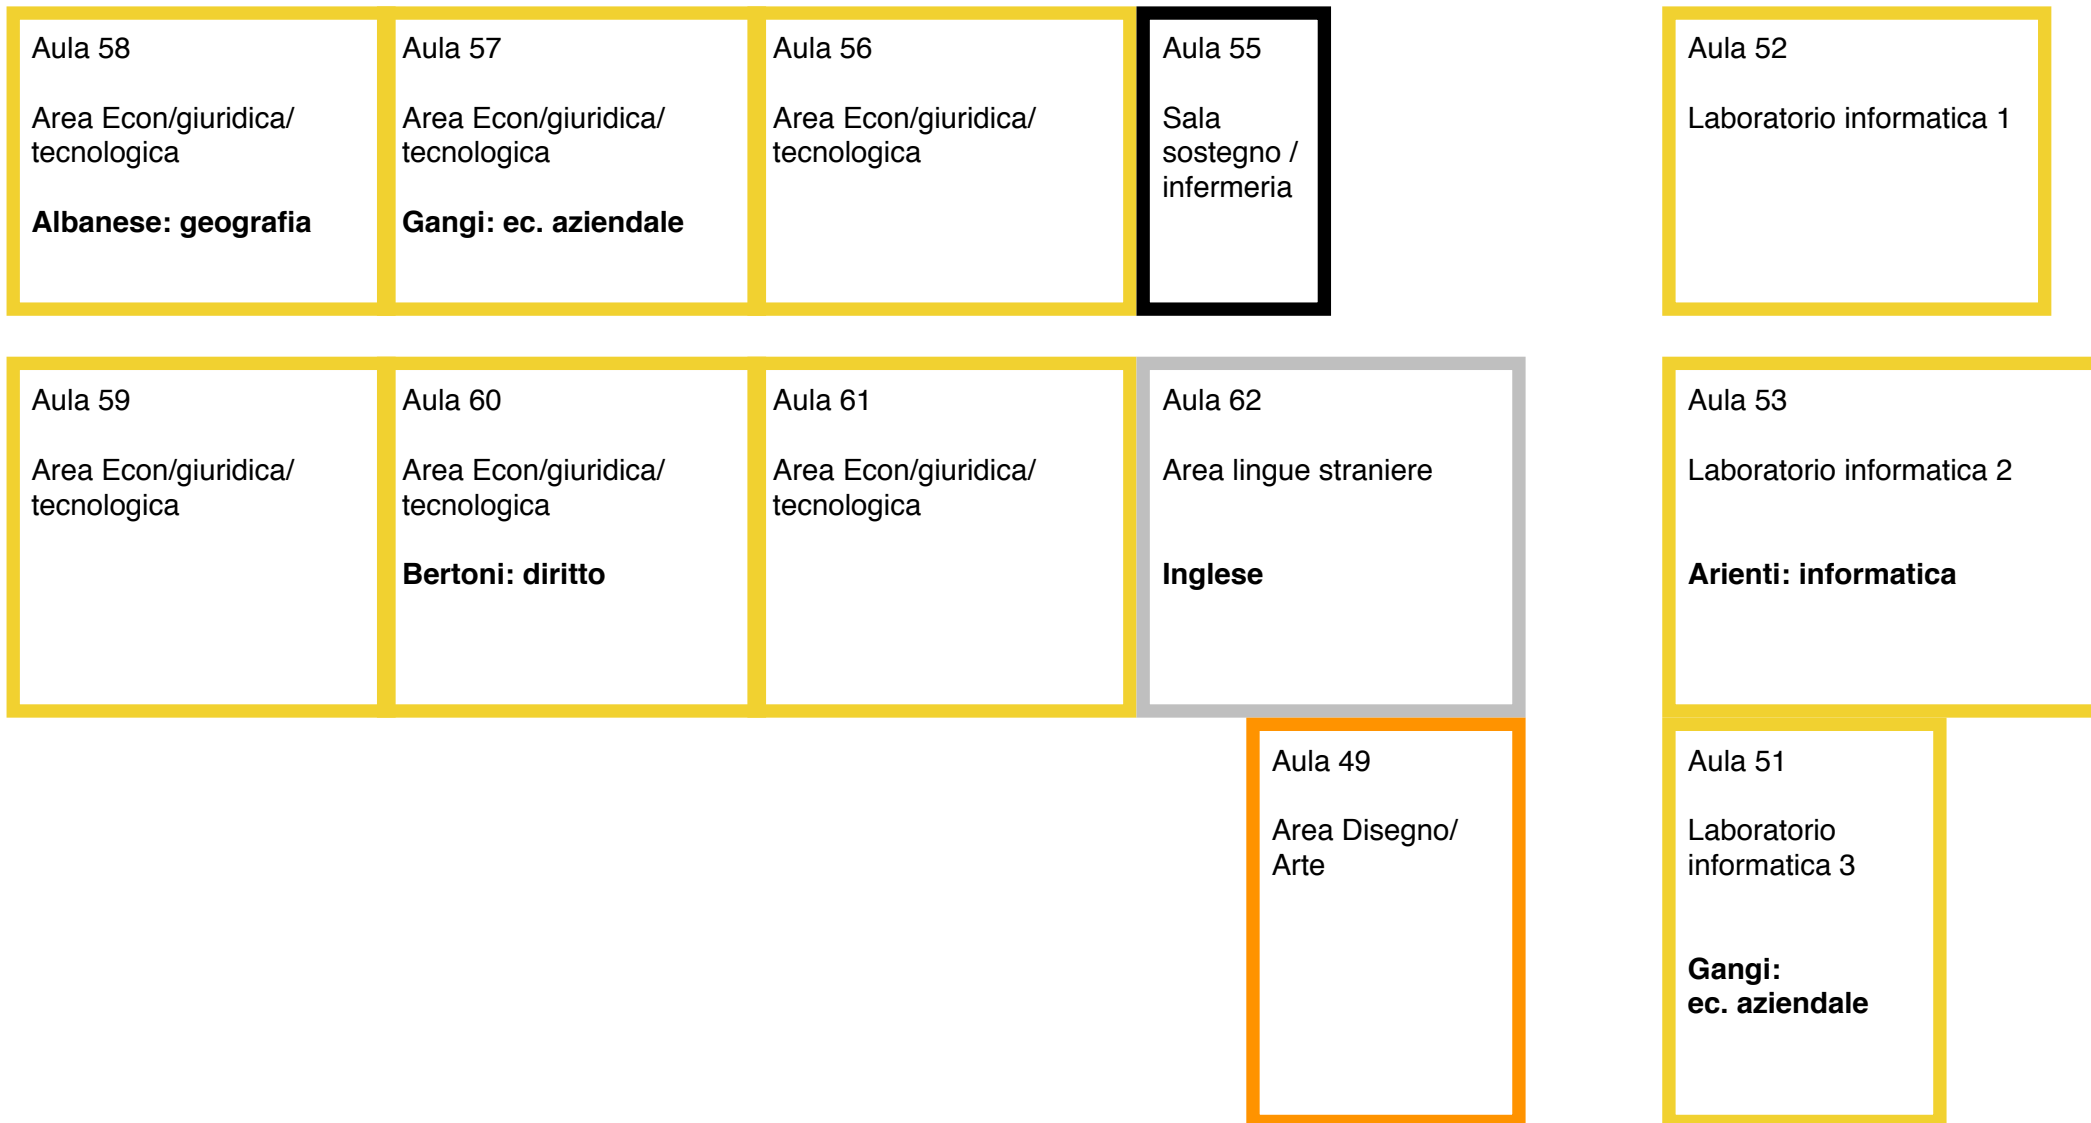 Aula 58
Area Econ/giuridica/
tecnologica
Albanese: geografia
Aula 57
Area Econ/giuridica/
tecnologica
Gangi: ec. aziendale
Aula 56
Area Econ/giuridica/
tecnologica
Aula 55
Sala
sostegno /
infermeria
Aula 52
Laboratorio informatica 1
Aula 59
Area Econ/giuridica/
tecnologica
Aula 60
Area Econ/giuridica/
tecnologica
Bertoni: diritto
Aula 61
Area Econ/giuridica/
tecnologica
Aula 62
Area lingue straniere
Inglese
Aula 53
Laboratorio informatica 2
Arienti: informatica
Aula 49
Area Disegno/
Arte
Aula 51
Laboratorio
informatica 3
Gangi:
ec. aziendale